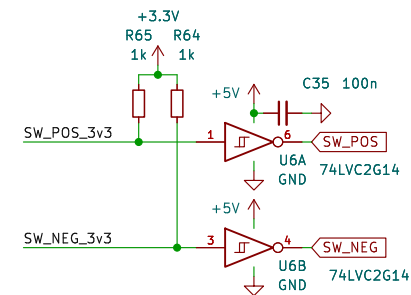 +3.3V
R65 R64
1k 1k
+5V
C35 100n
SW_POS_3v3
1
6
SW_POS
U6A
74LVC2G14
GND
+5V
SW_NEG_3v3
3
4
SW_NEG
U6B
74LVC2G14
GND